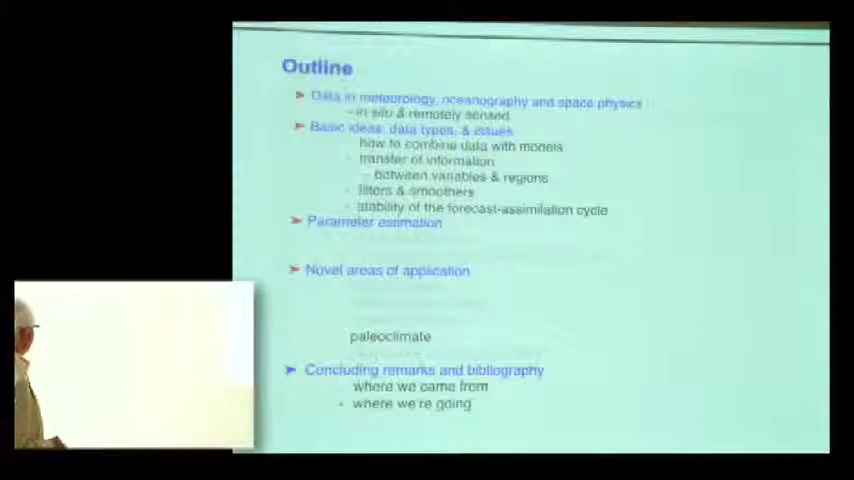 Outline
➤ Data in meteorology, oceanography and space physics
- in situ & remotely sensed
➤ Basic ideas, data types, & issues
how to combine data with models
- transfer of information
- between variables & regions
- filters & smoothers
- stability of the forecast-assimilation cycle
➤ Parameter estimation
➤ Novel areas of application
paleoclimate
➤ Concluding remarks and bibliography
where we came from
- where we're going